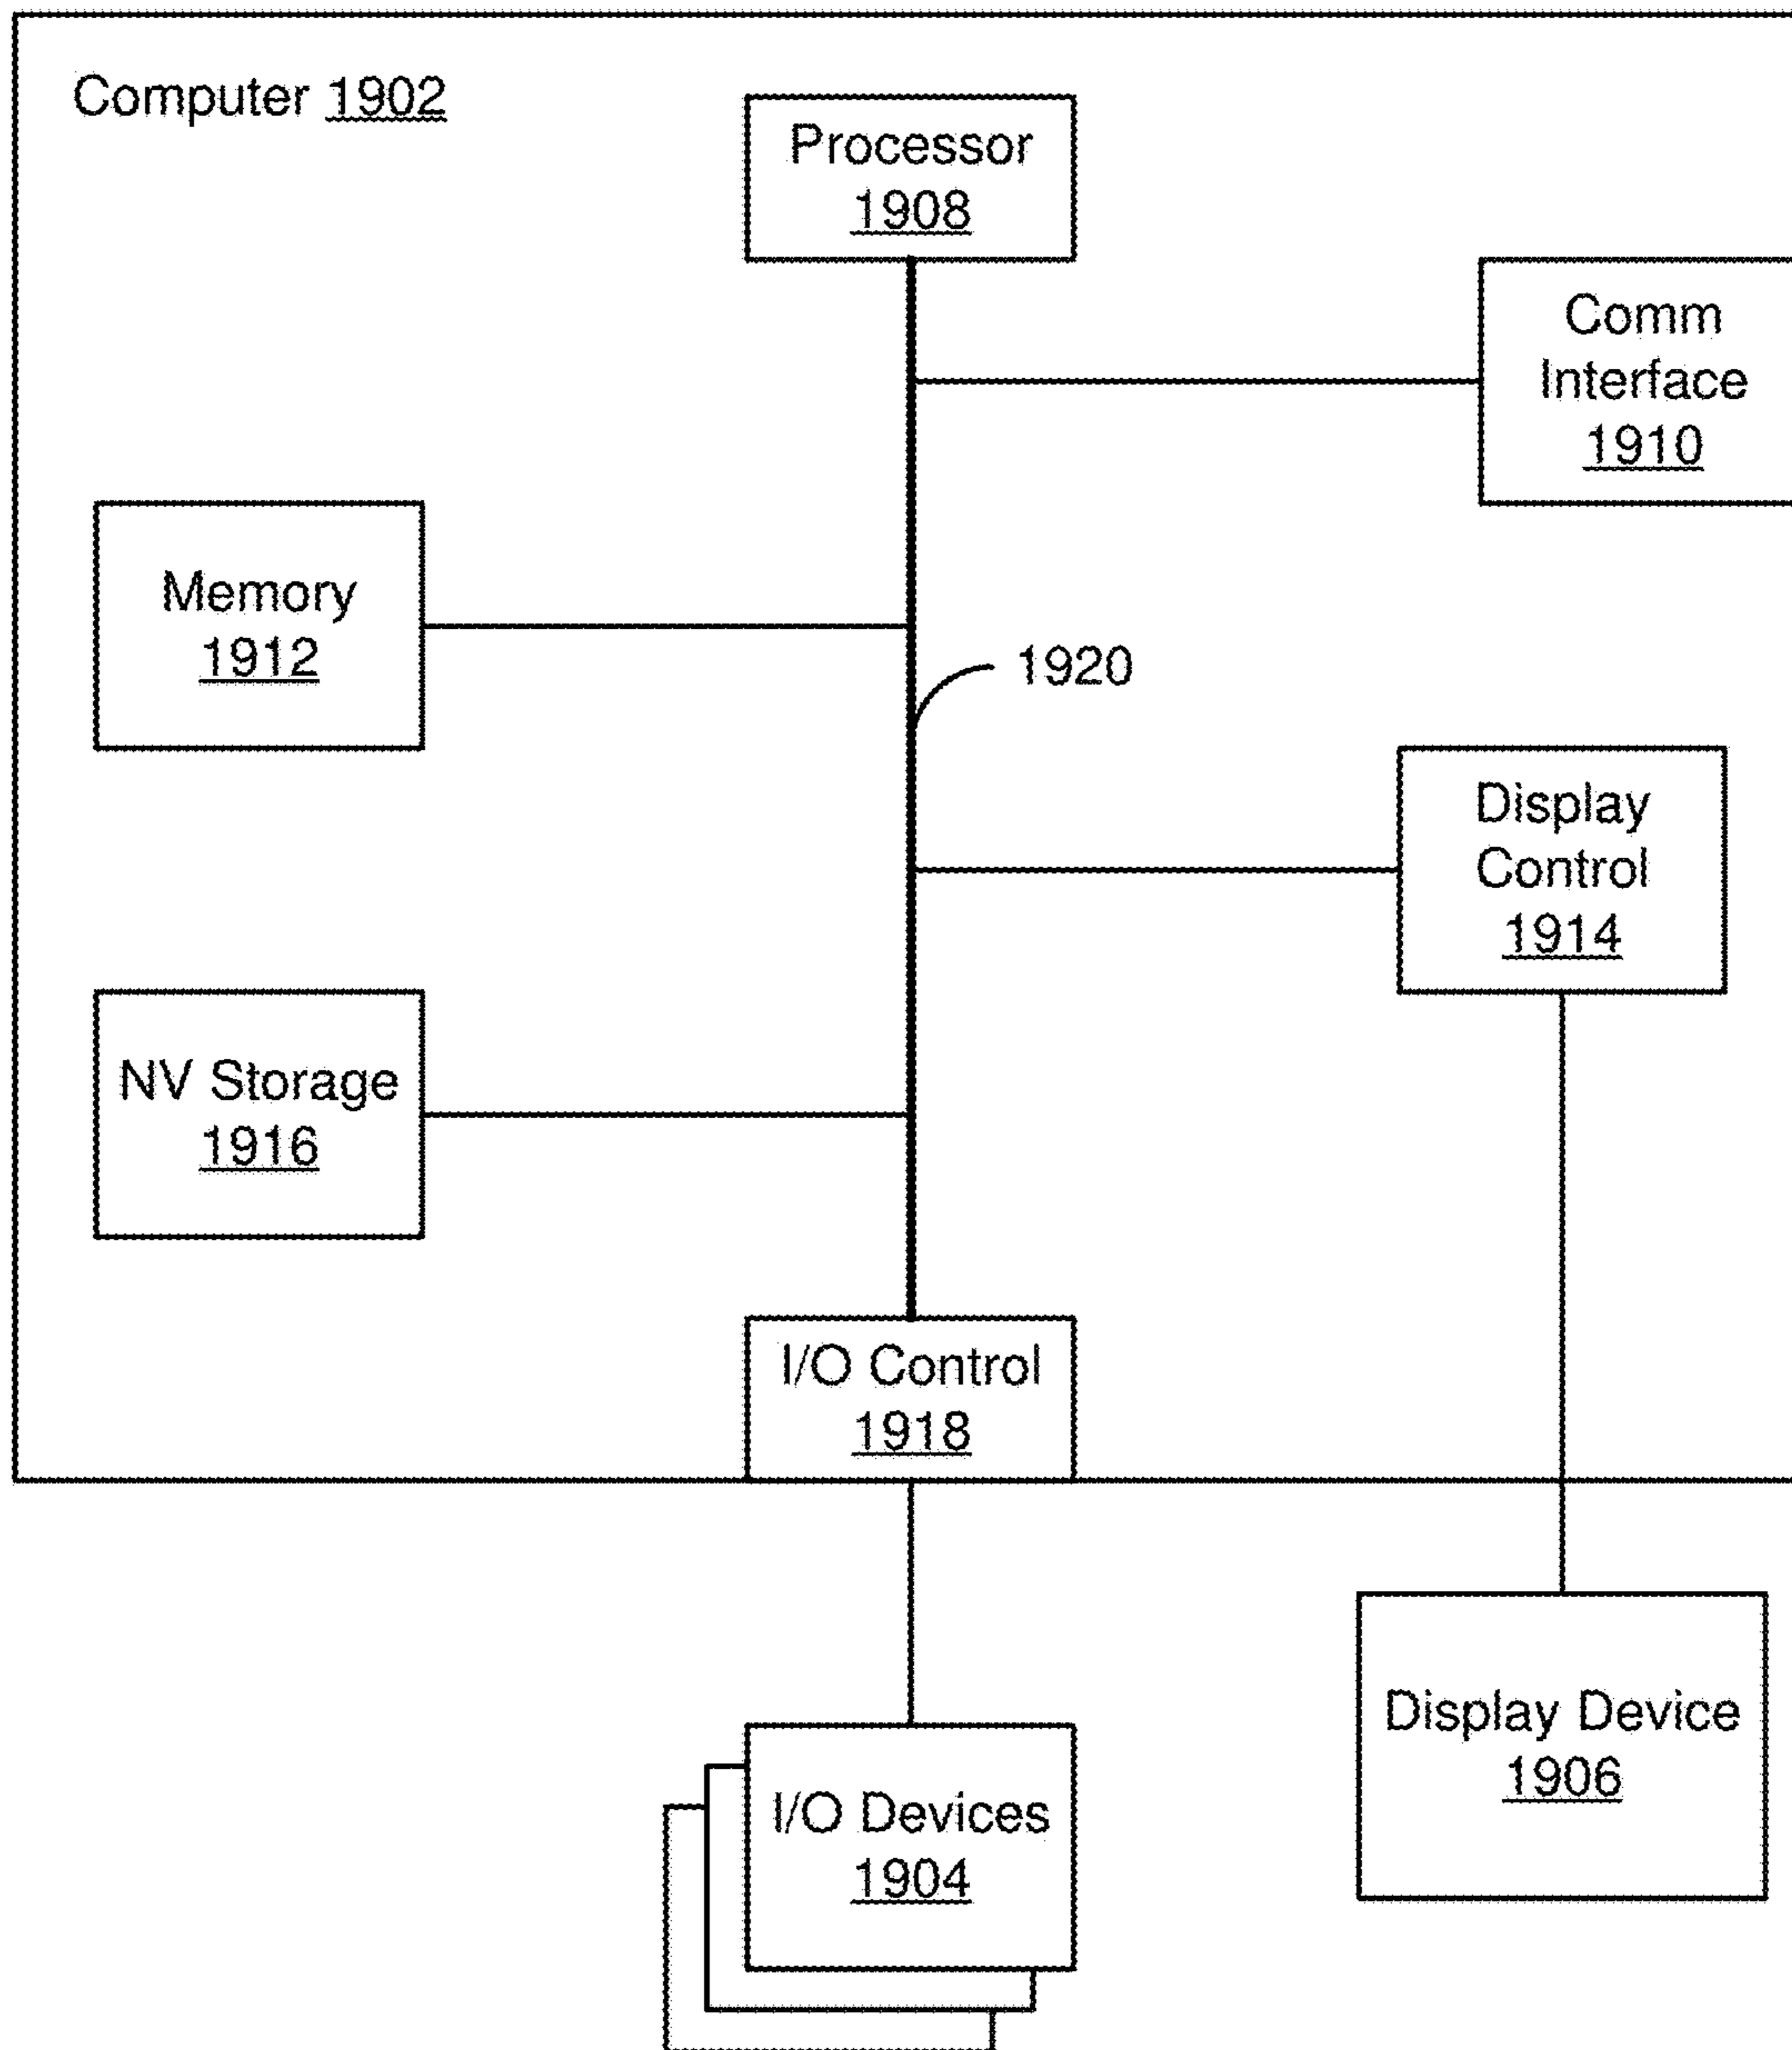 Computer 1902
Processor
1908
Comm
Interface
1910
Memory
1912
1920
Display
Control
1914
NV Storage
1916
I/O Control
1918
Display Device
1906
I/O Devices
1904